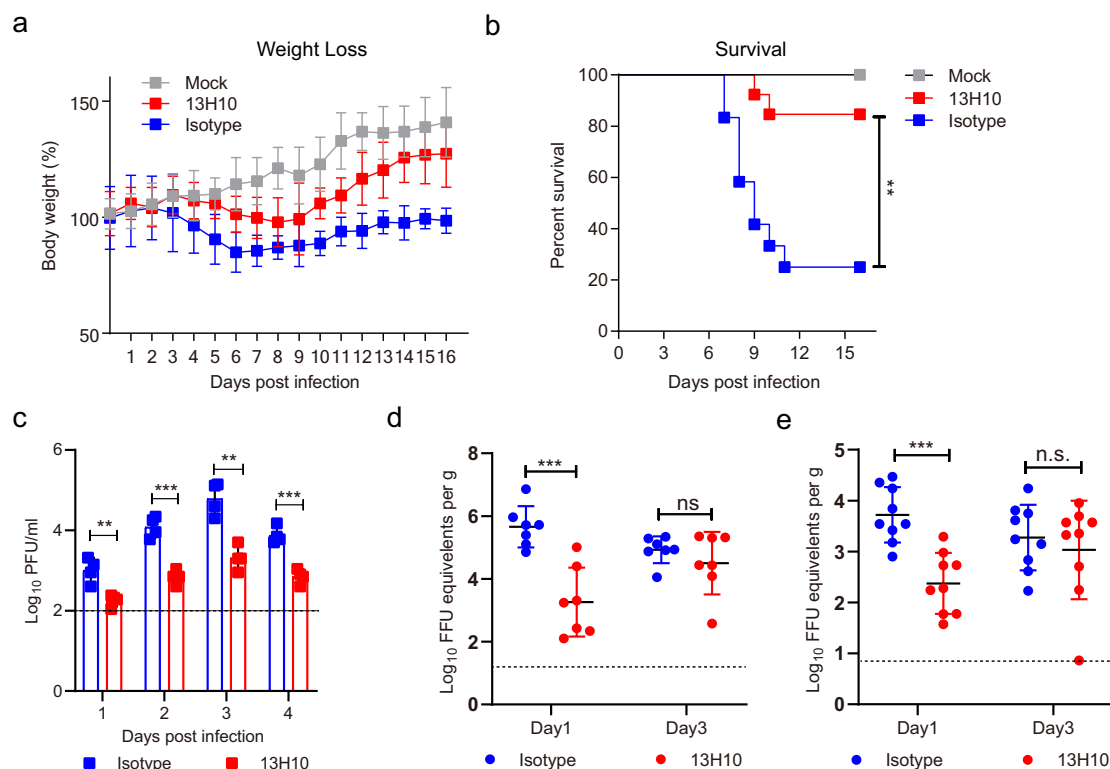 a
Weight Loss
Mock
13H10
Isotype
150
100
50
Body weight (%)
1 2 3 4 5 6 7 8 9 10 11 12 13 14 15 16
Days post infection
b
Survival
Mock
13H10
Isotype
100
80
60
40
20
0
Percent survival
**
0 3 6 9 12 15
Days post infection
c
6
4
2
0
Log₁₀ PFU/ml
**
***
**
***
1 2 3 4
Days post infection
Isotype 13H10
d
10
8
6
4
2
0
Log₁₀ FFU equivelents per g
***
ns
Day1 Day3
Isotype 13H10
e
5
4
3
2
1
0
Log₁₀ FFU equivelents per g
***
n.s.
Day1 Day3
Isotype 13H10